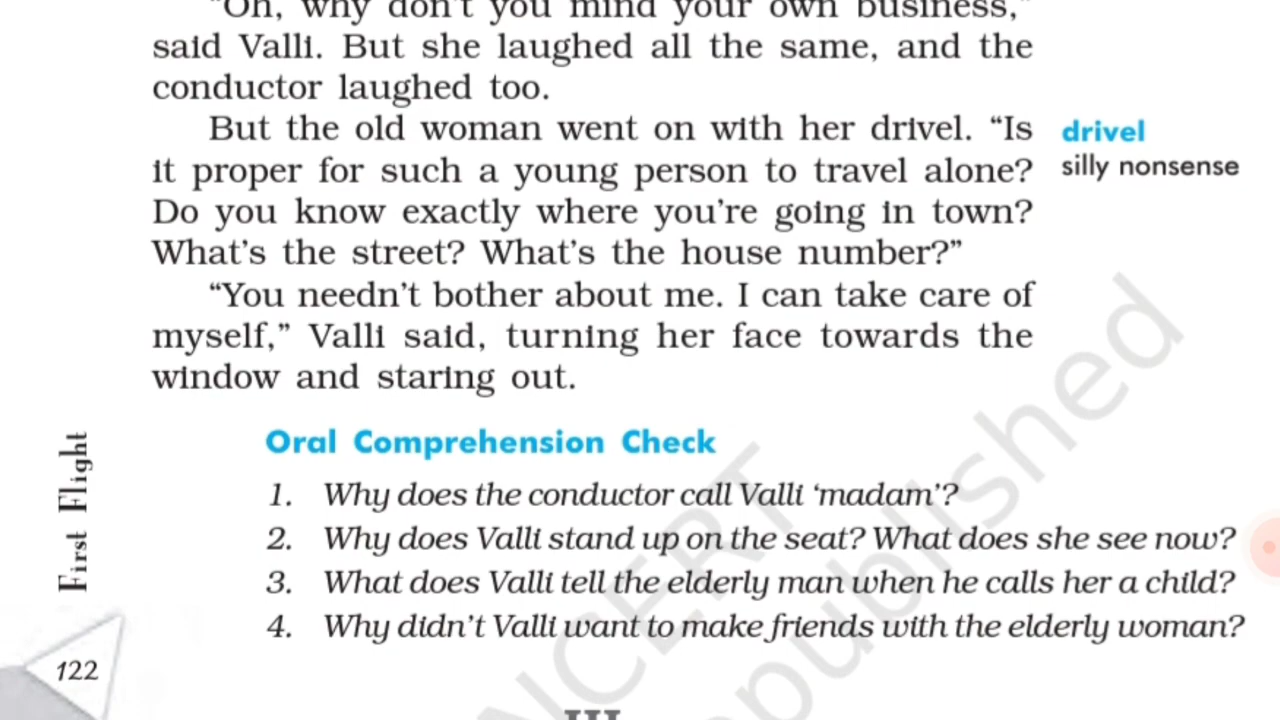 “Oh, why don’t you mind your own business,”
said Valli. But she laughed all the same, and the
conductor laughed too.
But the old woman went on with her drivel. “Is
it proper for such a young person to travel alone?
Do you know exactly where you’re going in town?
What’s the street? What’s the house number?”
“You needn’t bother about me. I can take care of
myself,” Valli said, turning her face towards the
window and staring out.
drivel
silly nonsense
Oral Comprehension Check
1. Why does the conductor call Valli ‘madam’?
2. Why does Valli stand up on the seat? What does she see now?
3. What does Valli tell the elderly man when he calls her a child?
4. Why didn’t Valli want to make friends with the elderly woman?
First Flight
122
III
NCERT
republished